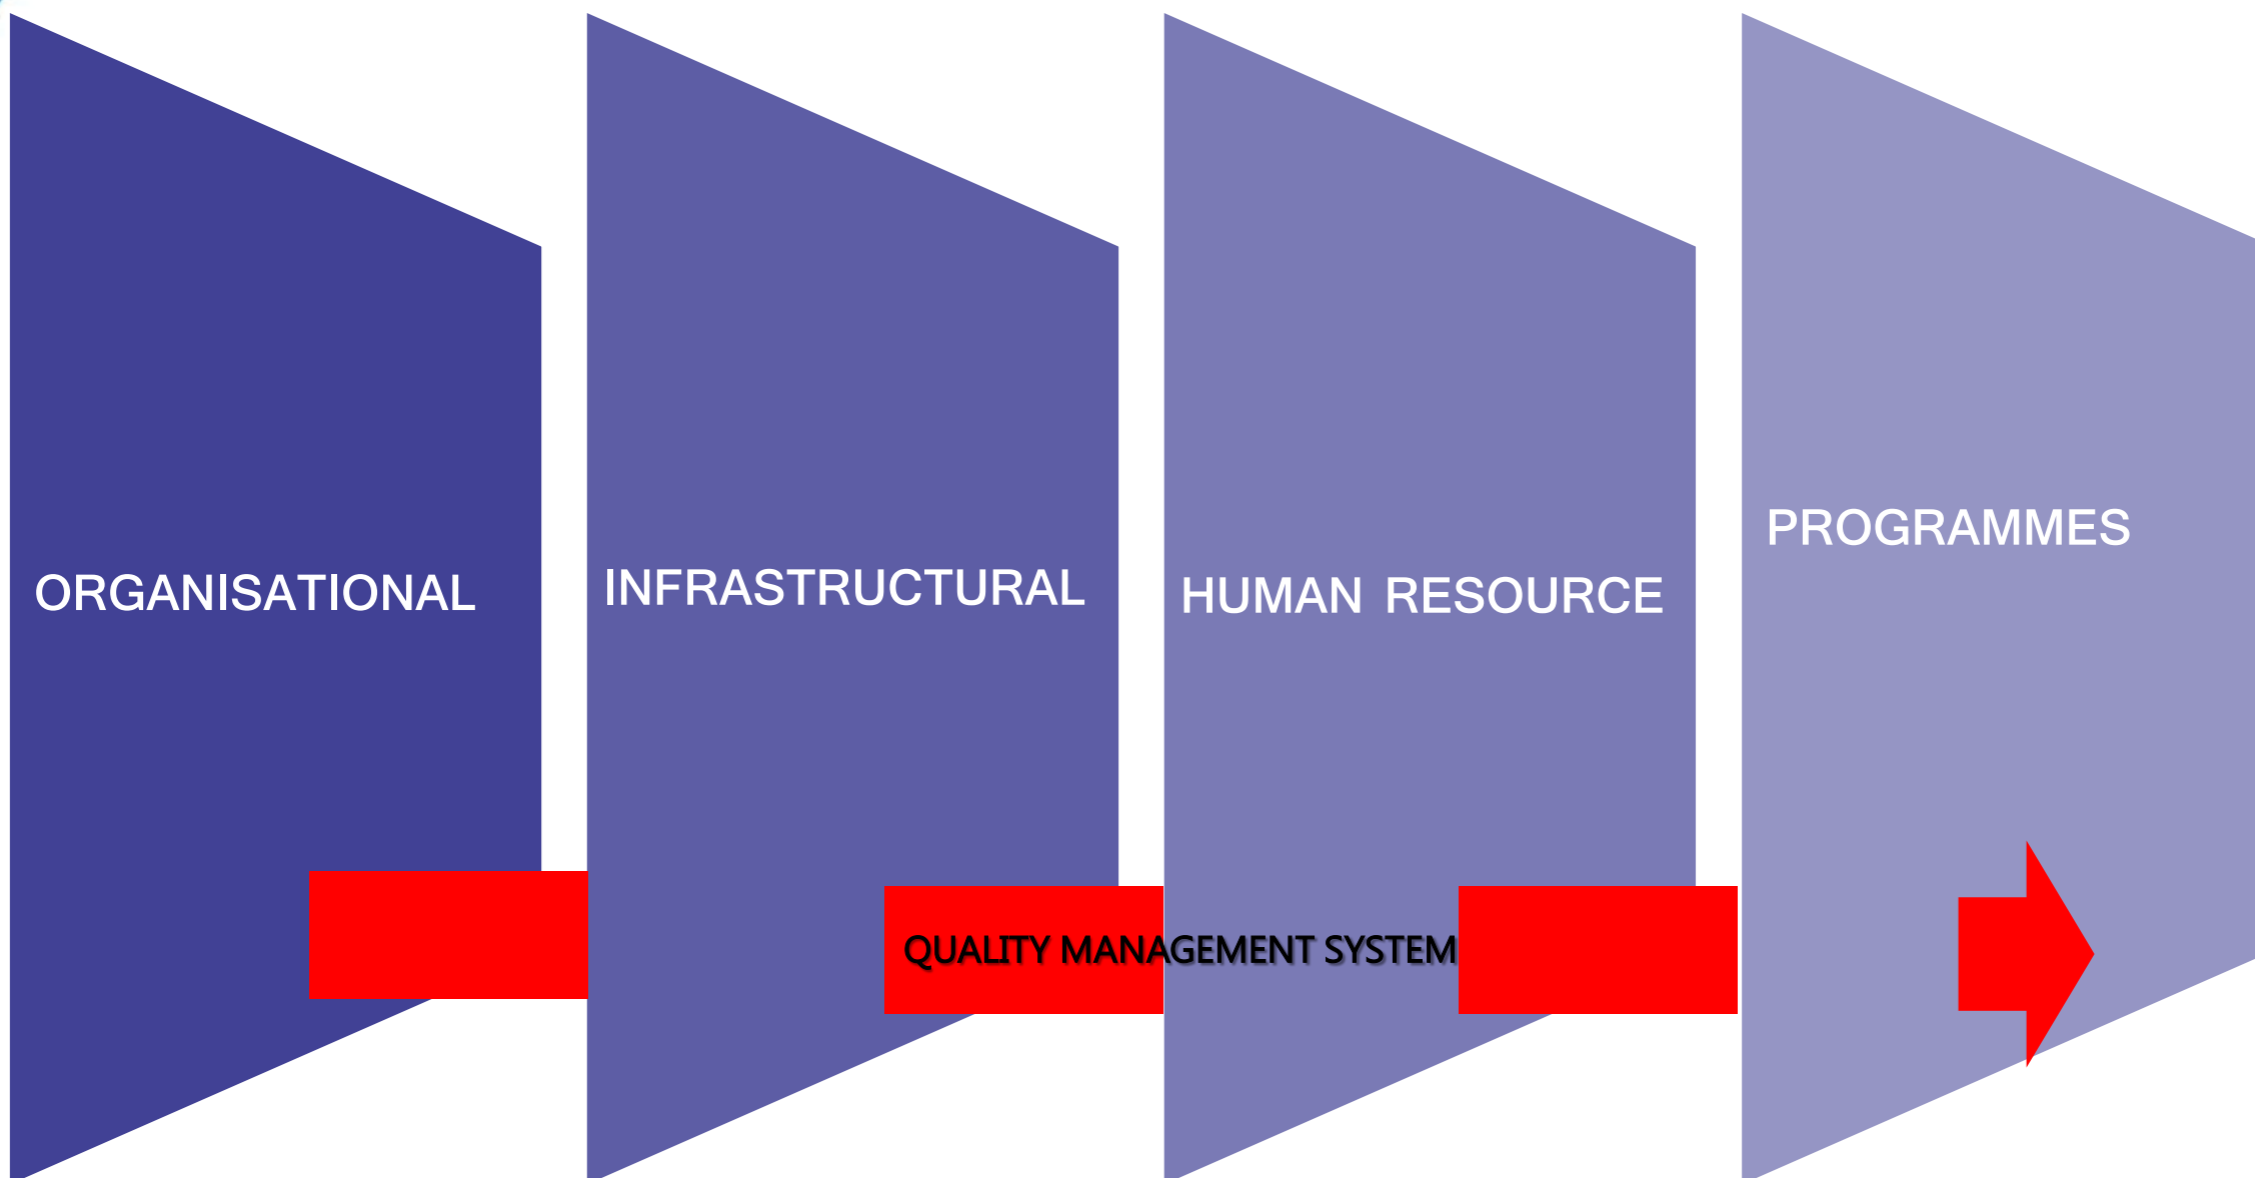 ORGANISATIONAL
INFRASTRUCTURAL
HUMAN RESOURCE
PROGRAMMES
QUALITY MANAGEMENT SYSTEM